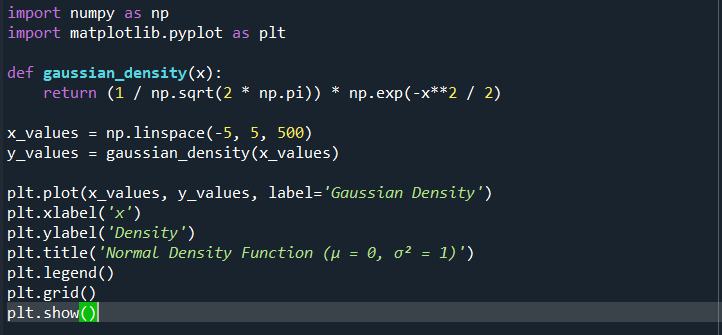 import numpy as np
import matplotlib.pyplot as plt
def gaussian_density(x):
    return (1 / np.sqrt(2 * np.pi)) * np.exp(-x**2 / 2)
x_values = np.linspace(-5, 5, 500)
y_values = gaussian_density(x_values)
plt.plot(x_values, y_values, label='Gaussian Density')
plt.xlabel('x')
plt.ylabel('Density')
plt.title('Normal Density Function (μ = 0, σ² = 1)')
plt.legend()
plt.grid()
plt.show()